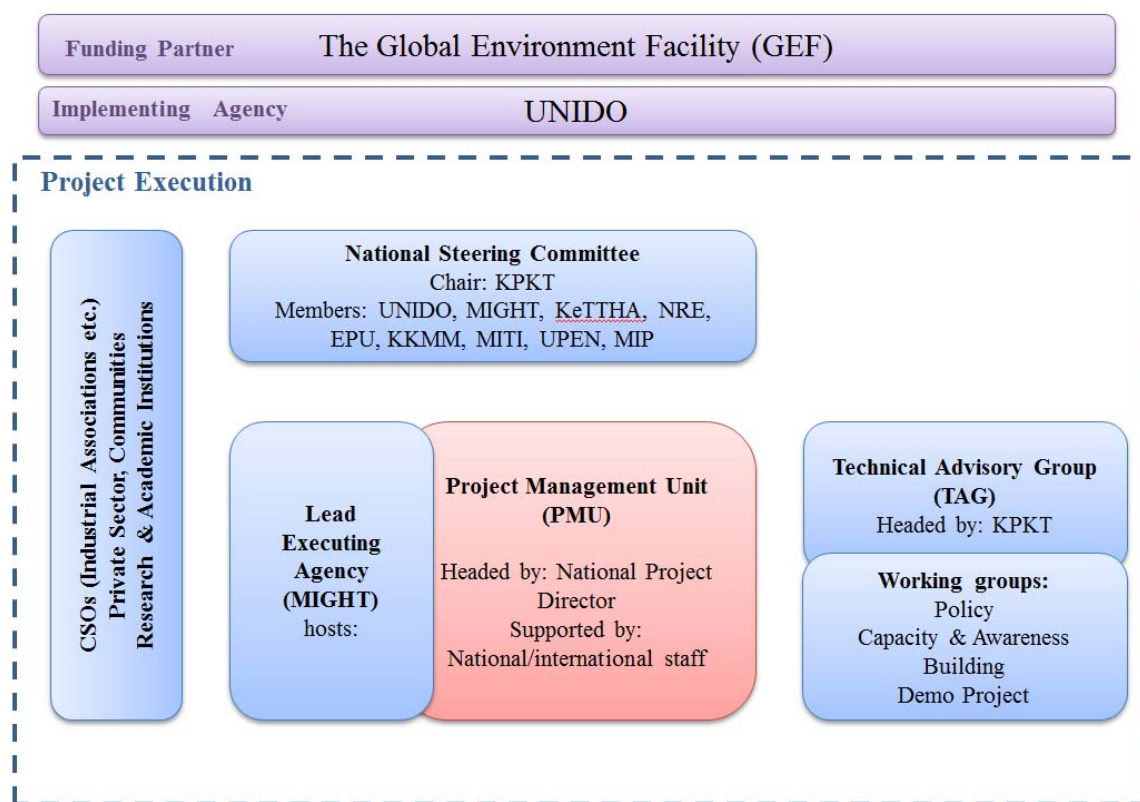 Funding Partner The Global Environment Facility (GEF)
Implementing Agency UNIDO
Project Execution
CSOs (Industrial Associations etc.)
Private Sector, Communities
Research & Academic Institutions
National Steering Committee
Chair: KPKT
Members: UNIDO, MIGHT, KeTTHA, NRE,
EPU, KKMM, MITI, UPEN, MIP
Lead
Executing
Agency
(MIGHT)
hosts:
Project Management Unit
(PMU)
Headed by: National Project
Director
Supported by:
National/international staff
Technical Advisory Group
(TAG)
Headed by: KPKT
Working groups:
Policy
Capacity & Awareness
Building
Demo Project